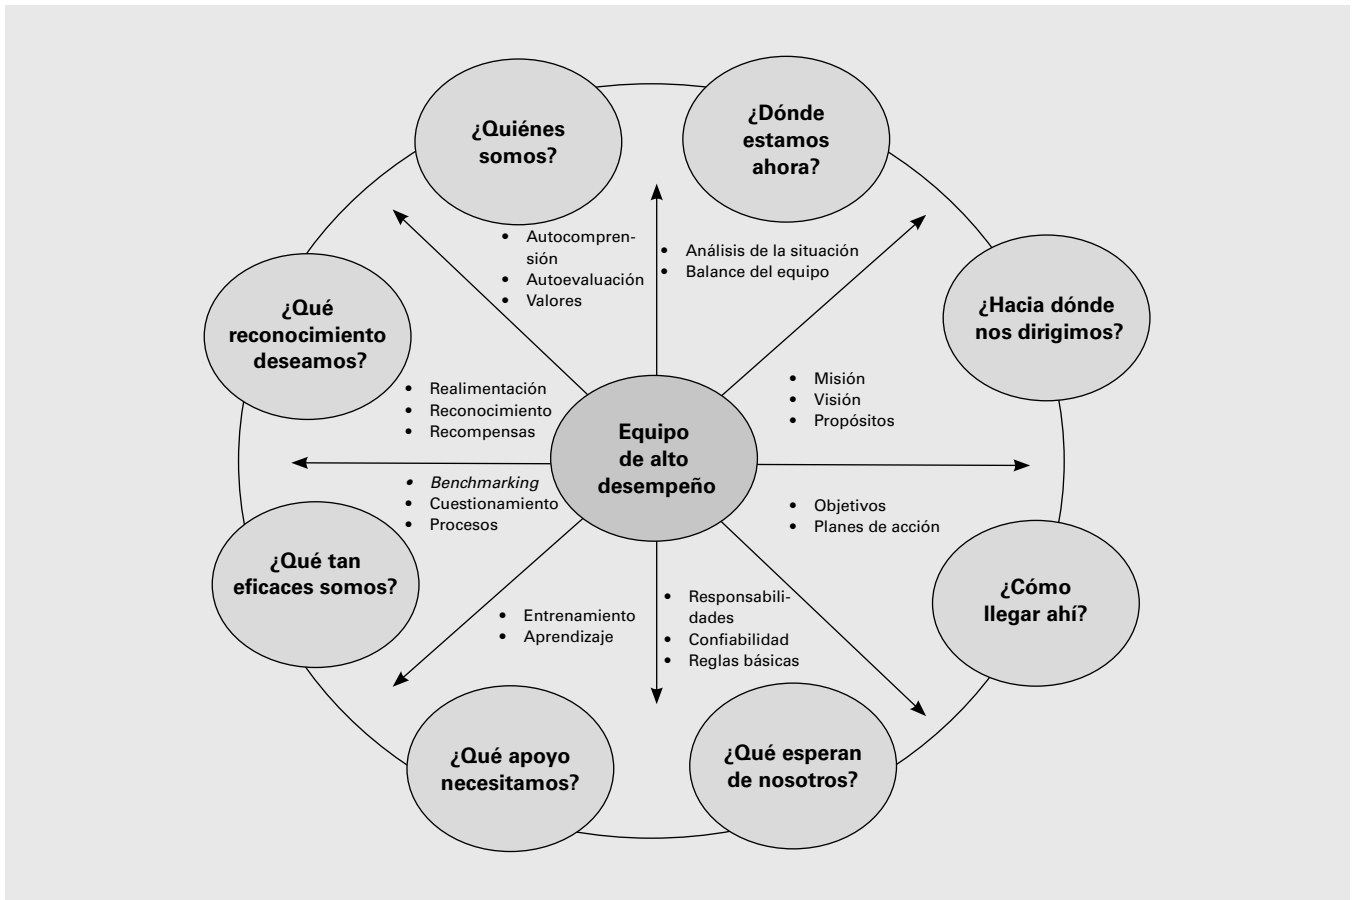 ¿Quiénes
somos?
¿Dónde
estamos
ahora?
• Autocompren-
sión
• Autoevaluación
• Valores
• Análisis de la situación
• Balance del equipo
¿Hacia dónde
nos dirigimos?
¿Qué
reconocimiento
deseamos?
• Realimentación
• Reconocimiento
• Recompensas
• Misión
• Visión
• Propósitos
Equipo
de alto
desempeño
• Benchmarking
• Cuestionamiento
• Procesos
• Objetivos
• Planes de acción
¿Qué tan
eficaces somos?
¿Cómo
llegar ahí?
• Entrenamiento
• Aprendizaje
• Responsabili-
dades
• Confiabilidad
• Reglas básicas
¿Qué apoyo
necesitamos?
¿Qué esperan
de nosotros?